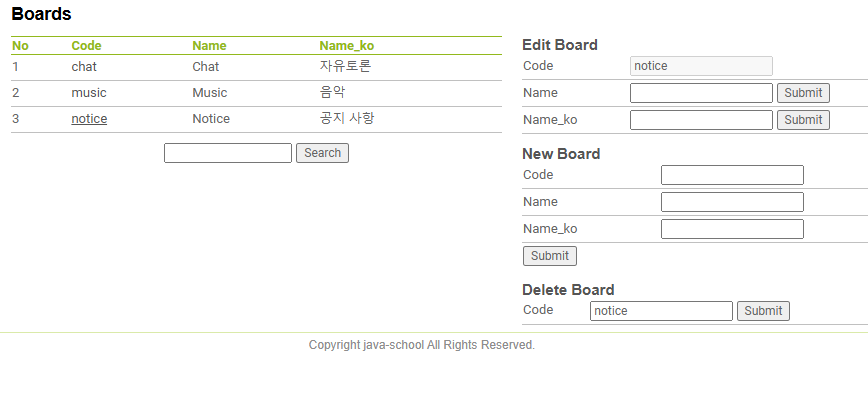 Boards
No Code Name Name_ko
1 chat Chat 자유토론
2 music Music 음악
3 notice Notice 공지 사항
Search
Edit Board
Code notice
Name Submit
Name_ko Submit
New Board
Code
Name
Name_ko
Submit
Delete Board
Code notice Submit
Copyright java-school All Rights Reserved.